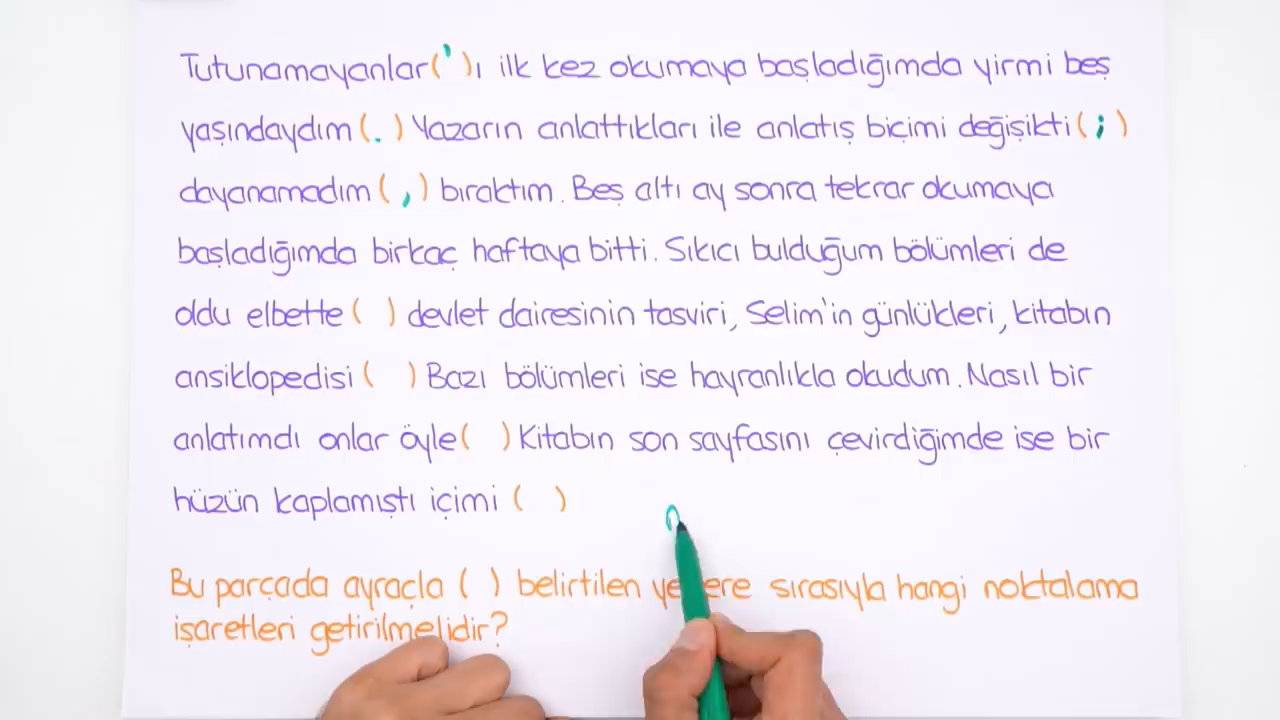 Tutunamayanlar(')ı ilk kez okumaya başladığımda yirmi beş
yaşındaydım(.) Yazarın anlattıkları ile anlatış biçimi değişikti(;)
dayanamadım(,) bıraktım. Beş altı ay sonra tekrar okumaya
başladığımda birkaç haftaya bitti. Sıkıcı bulduğum bölümleri de
oldu elbette( ) devlet dairesinin tasviri, Selim'in günlükleri, kitabın
ansiklopedisi( ) Bazı bölümleri ise hayranlıkla okudum. Nasıl bir
anlatımdı onlar öyle( ) Kitabın son sayfasını çevirdiğimde ise bir
hüzün kaplamıştı içimi ( )
Bu parçada ayraçla ( ) belirtilen sırasıyla hangi noktalama
işaretleri getirilmelidir?